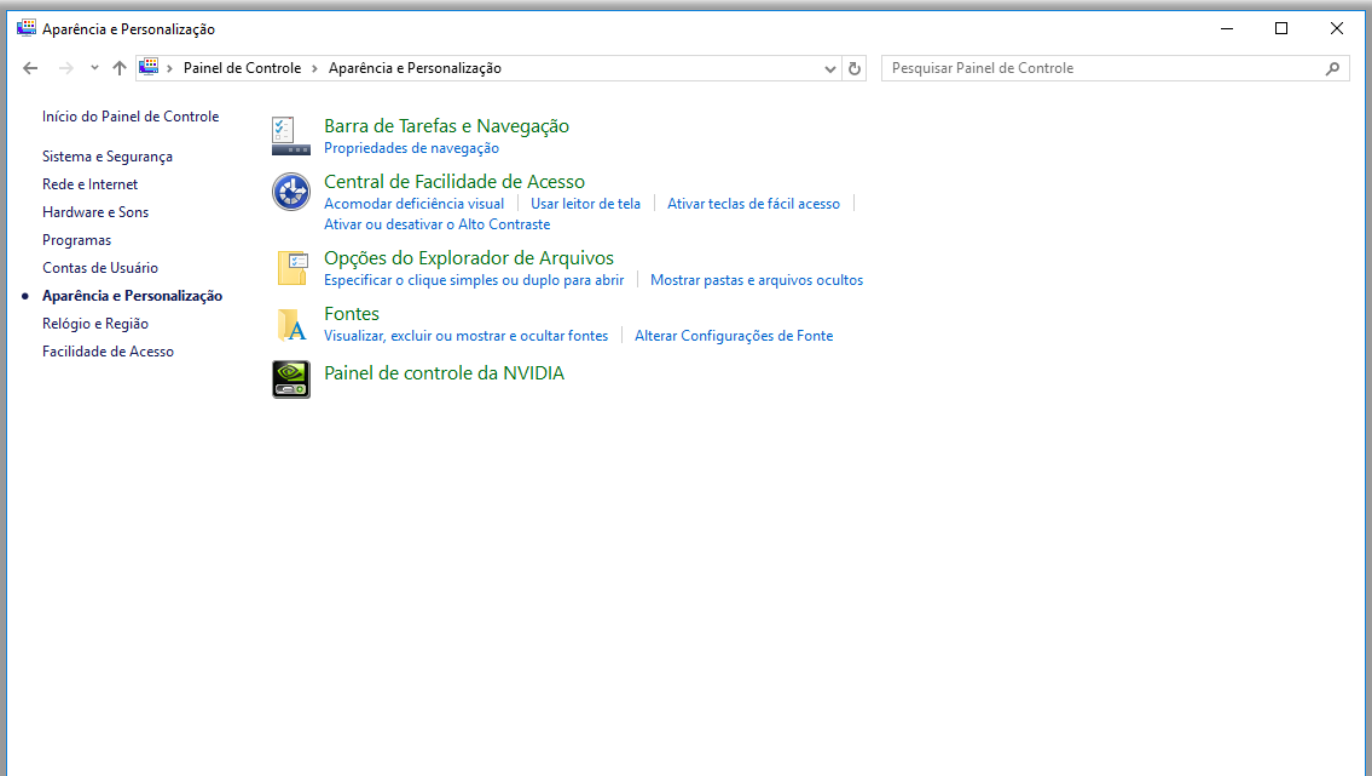 Aparência e Personalização
Painel de Controle > Aparência e Personalização
Pesquisar Painel de Controle
Início do Painel de Controle
Sistema e Segurança
Rede e Internet
Hardware e Sons
Programas
Contas de Usuário
Aparência e Personalização
Relógio e Região
Facilidade de Acesso
Barra de Tarefas e Navegação
Propriedades de navegação
Central de Facilidade de Acesso
Acomodar deficiência visual | Usar leitor de tela | Ativar teclas de fácil acesso |
Ativar ou desativar o Alto Contraste
Opções do Explorador de Arquivos
Especificar o clique simples ou duplo para abrir | Mostrar pastas e arquivos ocultos
Fontes
Visualizar, excluir ou mostrar e ocultar fontes | Alterar Configurações de Fonte
Painel de controle da NVIDIA